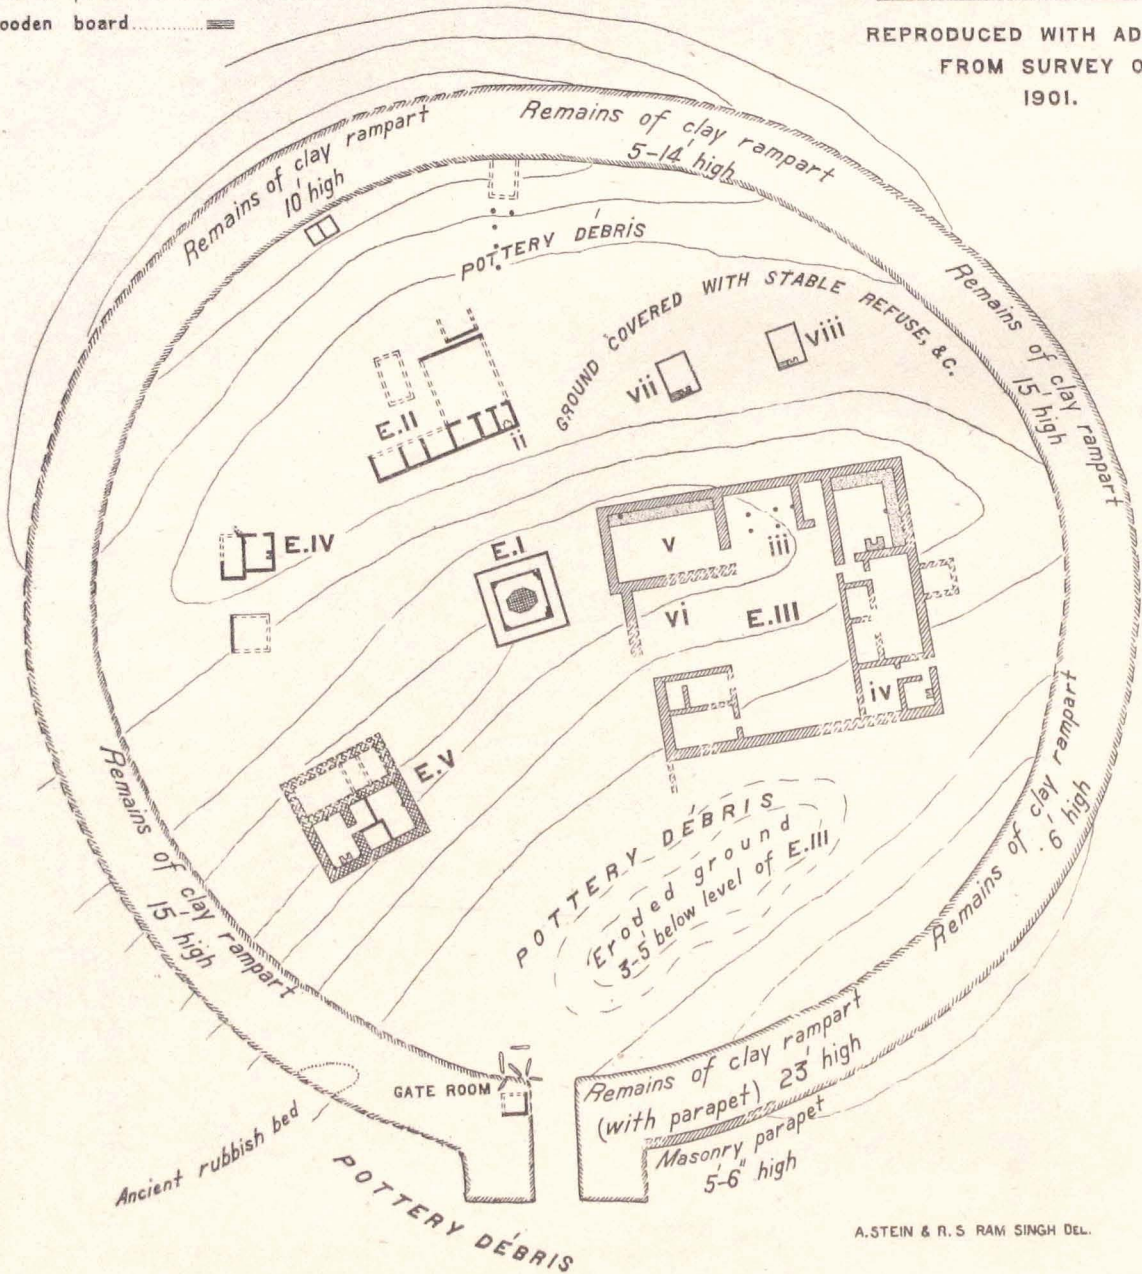 ooden board
REPRODUCED WITH AD
FROM SURVEY O
1901.
Remains of clay rampart
10' high
Remains of clay rampart
5-14' high
POTTERY DÉBRIS
GROUND COVERED WITH STABLE REFUSE, &C.
Remains of clay rampart
15' high
viii
vii
E.II
ii
E.IV
E.I
v
iii
vi
E.III
iv
E.V
Remains of clay rampart
15' high
POTTERY DÉBRIS
Eroded ground
3-5' below level of E.III
Remains of clay rampart
6' high
GATE ROOM
Remains of clay rampart
(with parapet) 23' high
Masonry parapet
5'-6" high
Ancient rubbish bed
POTTERY DÉBRIS
A.STEIN & R.S RAM SINGH DEL.